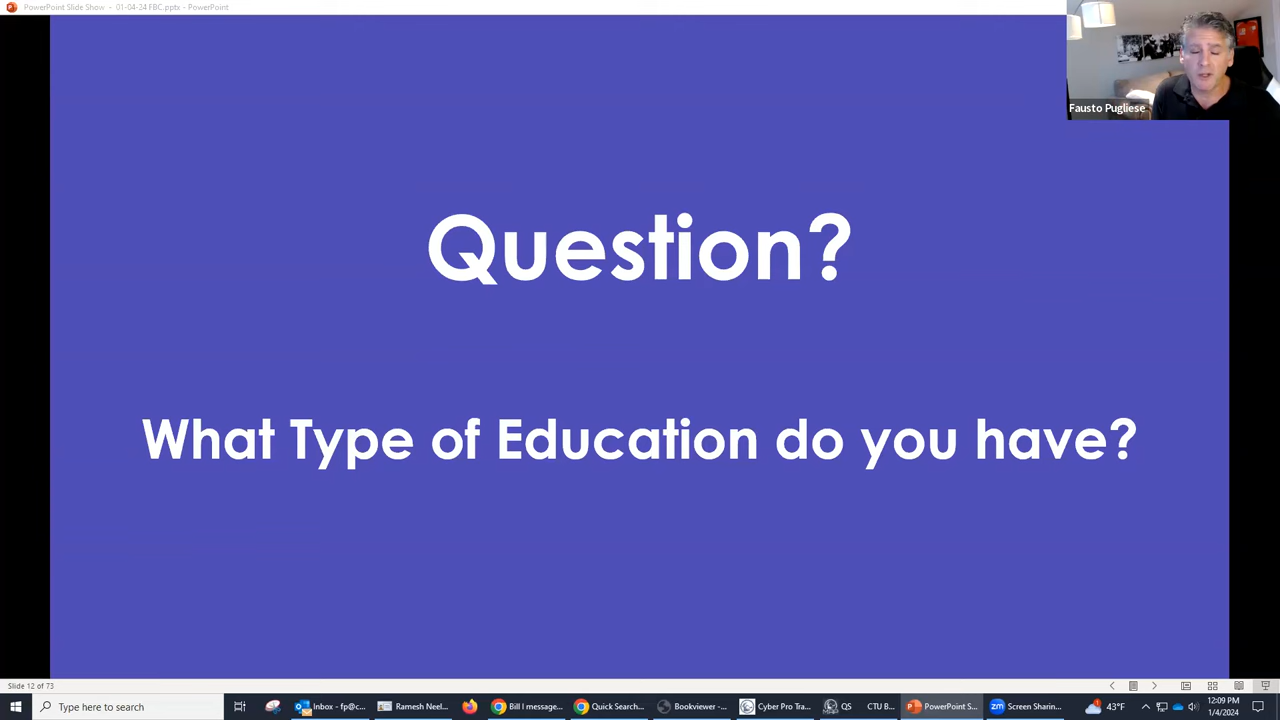 PowerPoint Slide Show - 01-04-24 FBC.pptx - PowerPoint
Fausto Pugliese
Question?
What Type of Education do you have?
Slide 12 of 73
Type here to search
Inbox - fp@c...
Ramesh Neel...
Bill I message...
Quick Search...
Bookviewer -...
Cyber Pro Tra...
QS
CTU B...
PowerPoint S...
zm
Screen Sharin...
43°F
12:09 PM
1/4/2024